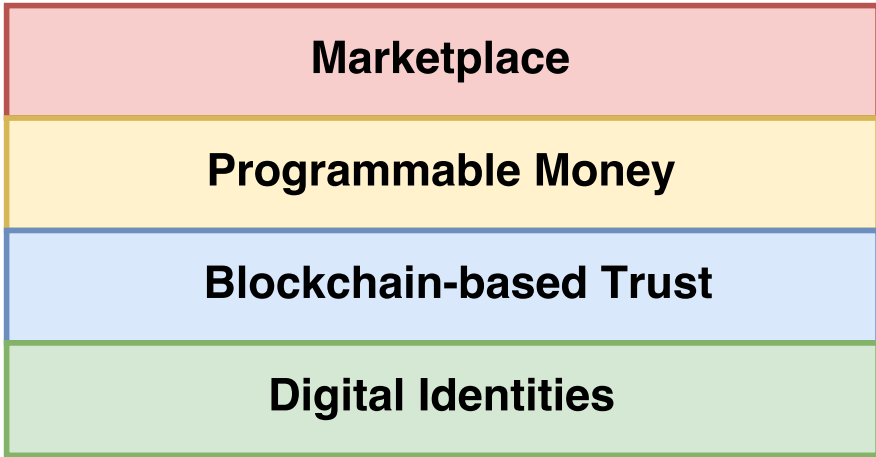 Marketplace
Programmable Money
Blockchain-based Trust
Digital Identities